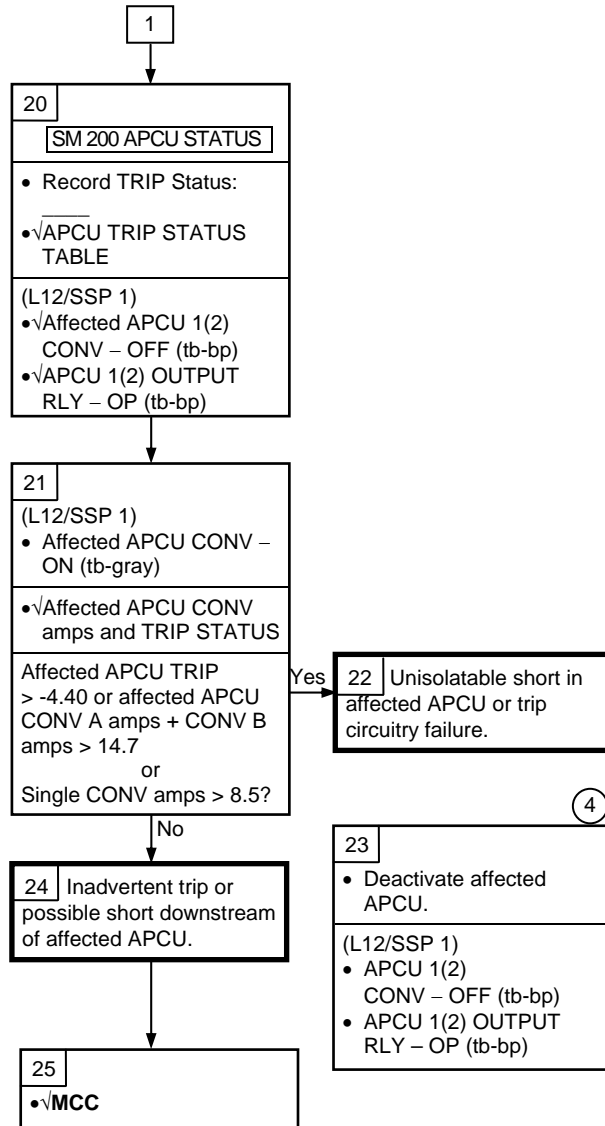 1
20
SM 200 APCU STATUS
• Record TRIP Status:
____
•√APCU TRIP STATUS
TABLE
(L12/SSP 1)
•√Affected APCU 1(2)
CONV – OFF (tb-bp)
•√APCU 1(2) OUTPUT
RLY – OP (tb-bp)
21
(L12/SSP 1)
• Affected APCU CONV –
ON (tb-gray)
•√Affected APCU CONV
amps and TRIP STATUS
Affected APCU TRIP
> -4.40 or affected APCU
CONV A amps + CONV B
amps > 14.7
or
Single CONV amps > 8.5?
Yes
22 Unisolatable short in
affected APCU or trip
circuitry failure.
No
4
23
• Deactivate affected
APCU.
(L12/SSP 1)
• APCU 1(2)
CONV – OFF (tb-bp)
• APCU 1(2) OUTPUT
RLY – OP (tb-bp)
24 Inadvertent trip or
possible short downstream
of affected APCU.
25
•√MCC